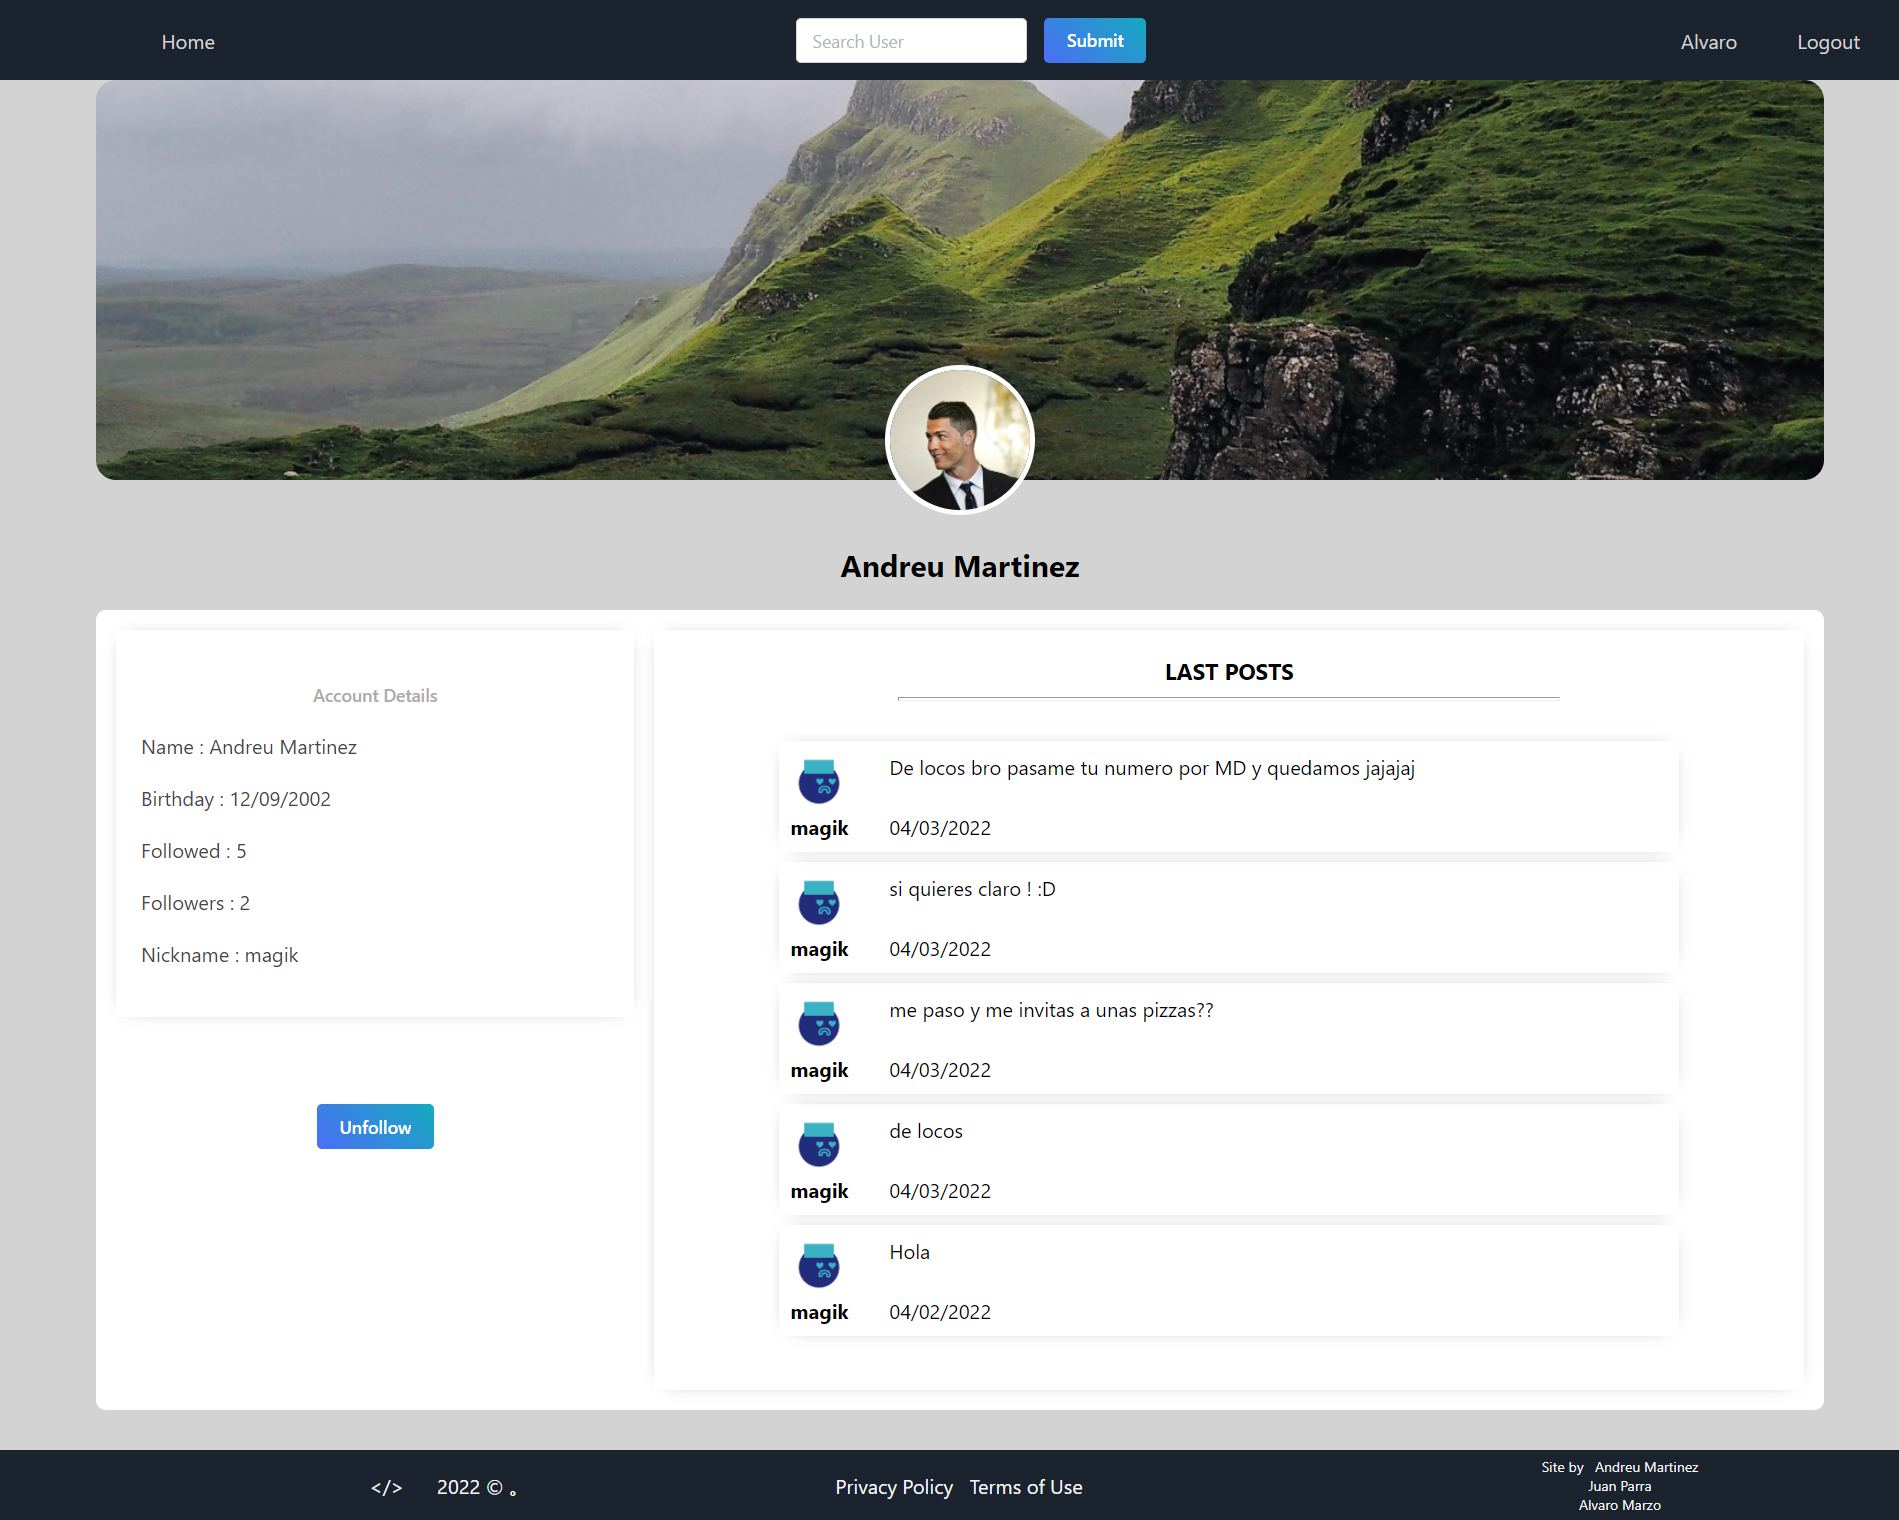 Home
Search User
Submit
Alvaro
Logout
Andreu Martinez
Account Details
Name : Andreu Martinez
Birthday : 12/09/2002
Followed : 5
Followers : 2
Nickname : magik
Unfollow
LAST POSTS
De locos bro pasame tu numero por MD y quedamos jajajaj
magik 04/03/2022
si quieres claro ! :D
magik 04/03/2022
me paso y me invitas a unas pizzas??
magik 04/03/2022
de locos
magik 04/03/2022
Hola
magik 04/02/2022
</> 2022 © 。
Privacy Policy Terms of Use
Site by Andreu Martinez
Juan Parra
Alvaro Marzo